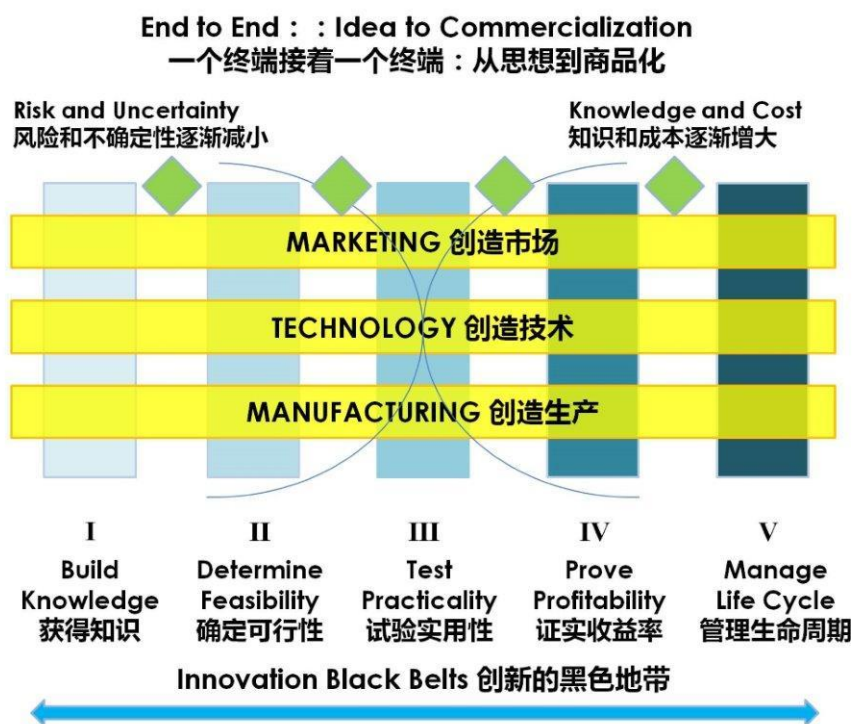 End to End：：Idea to Commercialization
一个终端接着一个终端：从思想到商品化
Risk and Uncertainty
风险和不确定性逐渐减小
Knowledge and Cost
知识和成本逐渐增大
MARKETING 创造市场
TECHNOLOGY 创造技术
MANUFACTURING 创造生产
I
Build
Knowledge
获得知识
II
Determine
Feasibility
确定可行性
III
Test
Practicality
试验实用性
IV
Prove
Profitability
证实收益率
V
Manage
Life Cycle
管理生命周期
Innovation Black Belts 创新的黑色地带